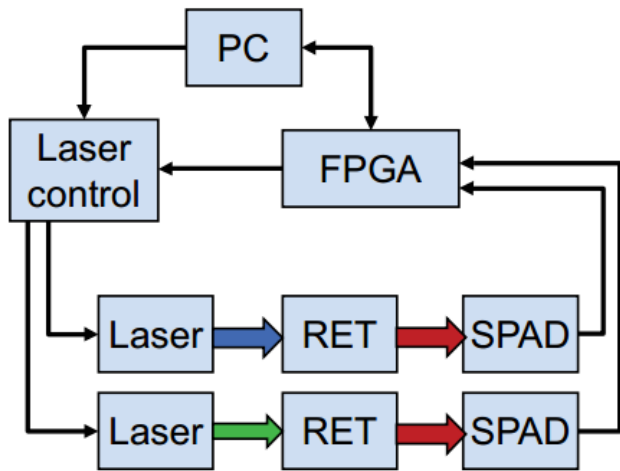 PC
Laser
control
FPGA
Laser
RET
SPAD
Laser
RET
SPAD